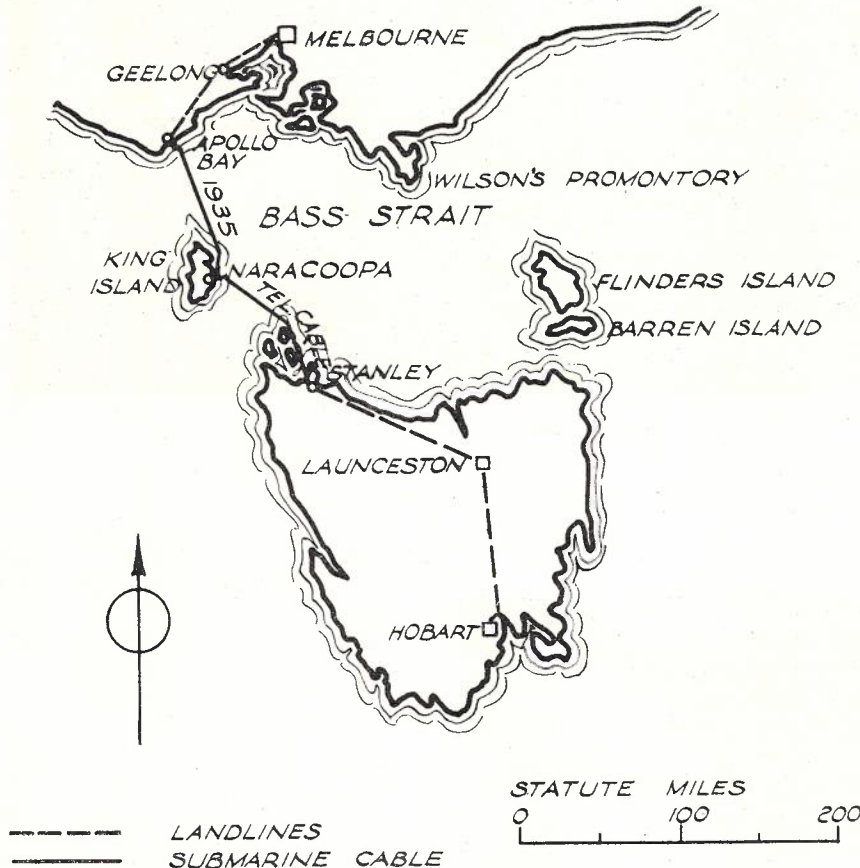 MELBOURNE
GEELONG
APOLLO
BAY
WILSON'S PROMONTORY
1935
BASS STRAIT
KING
ISLAND
NARACOOPA
FLINDERS ISLAND
TEL. CABLE
BARREN ISLAND
STANLEY
LAUNCESTON
HOBART
STATUTE MILES
0 100 200
LANDLINES
SUBMARINE CABLE